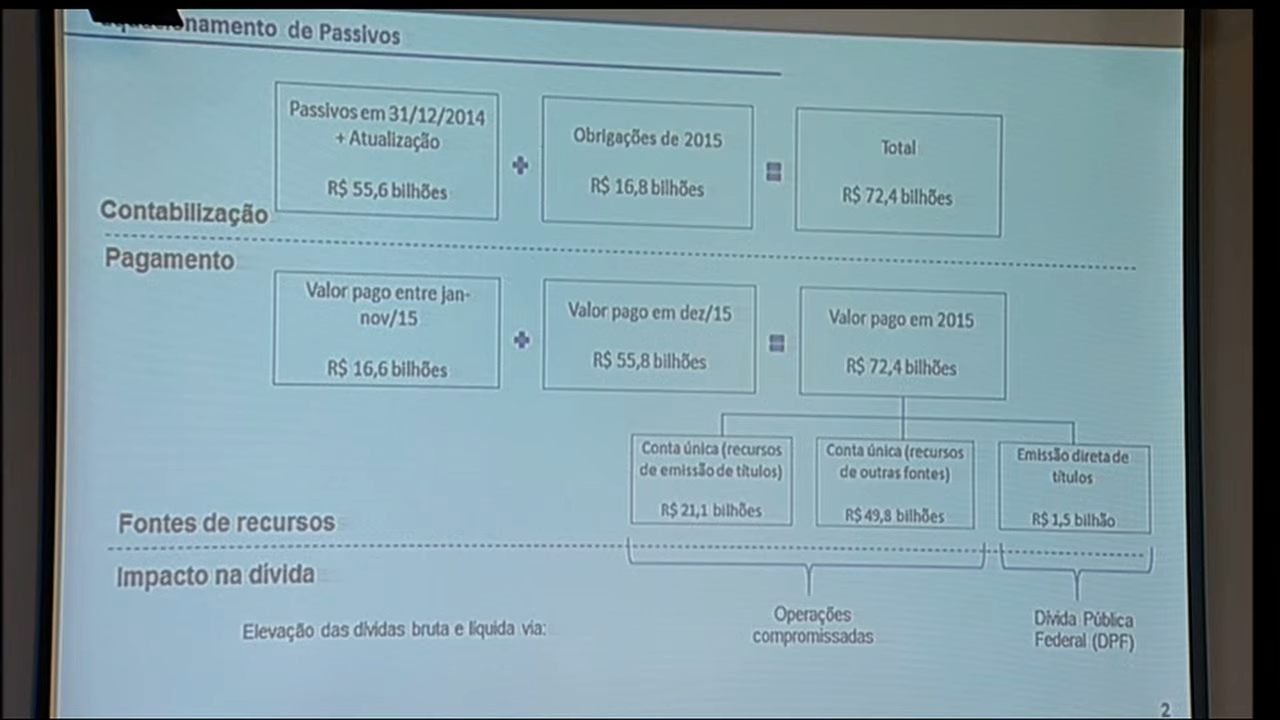 de Passivos
Passivos em 31/12/2014
+ Atualização
R$ 55,6 bilhões
Obrigações de 2015
R$ 16,8 bilhões
Total
R$ 72,4 bilhões
Contabilização
Pagamento
Valor pago entre jan-
nov/15
R$ 16,6 bilhões
Valor pago em dez/15
R$ 55,8 bilhões
Valor pago em 2015
R$ 72,4 bilhões
Conta única (recursos
de emissão de títulos)
R$ 21,1 bilhões
Conta única (recursos
de outras fontes)
R$ 49,8 bilhões
Emissão direta de
títulos
R$ 1,5 bilhão
Fontes de recursos
Impacto na dívida
Elevação das dívidas bruta e líquida via:
Operações
compromissadas
Dívida Pública
Federal (DPF)
2